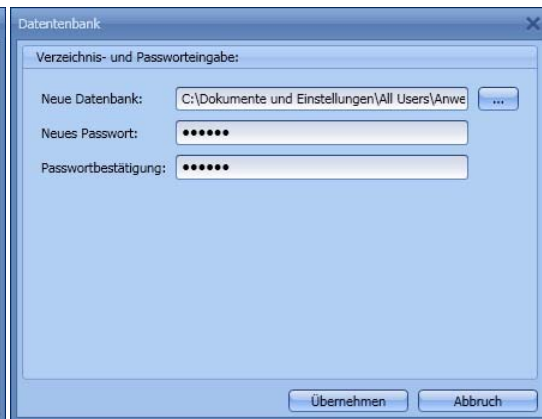 Datentenbank
Verzeichnis- und Passworteingabe:
Neue Datenbank: C:\Dokumente und Einstellungen\All Users\Anwe ...
Neues Passwort: ••••••
Passwortbestätigung: ••••••
Übernehmen Abbruch